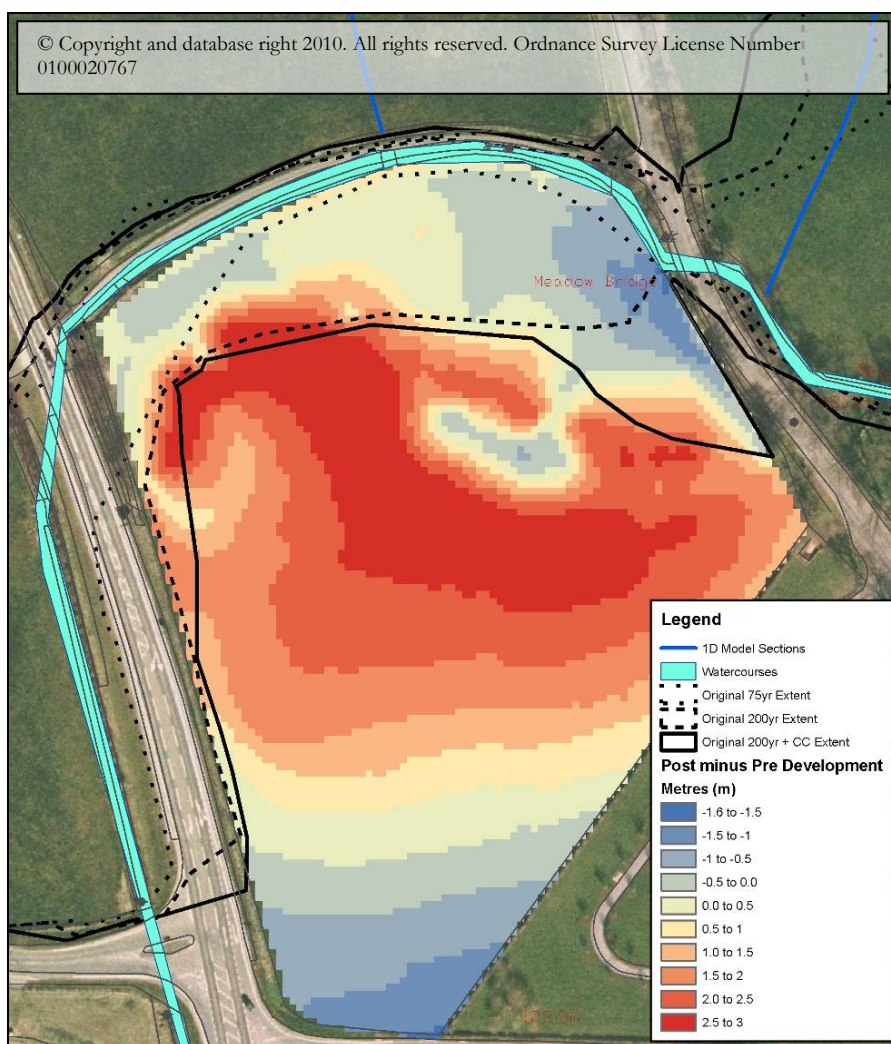 © Copyright and database right 2010. All rights reserved. Ordnance Survey License Number
0100020767
Meadow Bridge
Legend
1D Model Sections
Watercourses
Original 75yr Extent
Original 200yr Extent
Original 200yr + CC Extent
Post minus Pre Development
Metres (m)
-1.6 to -1.5
-1.5 to -1
-1 to -0.5
-0.5 to 0.0
0.0 to 0.5
0.5 to 1
1.0 to 1.5
1.5 to 2
2.0 to 2.5
2.5 to 3